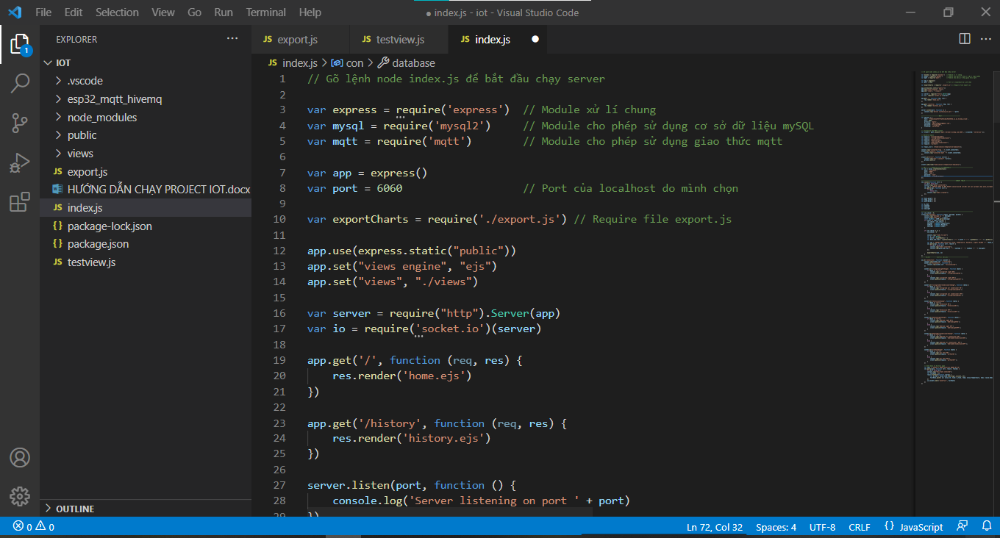 File Edit Selection View Go Run Terminal Help
● index.js - iot - Visual Studio Code
EXPLORER
JS export.js
JS testview.js
JS index.js
JS index.js > con > database
1
IOT
.vscode
esp32_mqtt_hivemq
node_modules
public
views
JS export.js
HƯỚNG DẪN CHẠY PROJECT IOT.docx
JS index.js
{} package-lock.json
{} package.json
JS testview.js
OUTLINE
1 // Gõ lệnh node index.js để bắt đầu chạy server
2
3 var express = require('express')  // Module xử lí chung
4 var mysql = require('mysql2')     // Module cho phép sử dụng cơ sở dữ liệu mySQL
5 var mqtt = require('mqtt')        // Module cho phép sử dụng giao thức mqtt
6
7 var app = express()
8 var port = 6060                   // Port của localhost do mình chọn
9
10 var exportCharts = require('./export.js') // Require file export.js
11
12 app.use(express.static("public"))
13 app.set("views engine", "ejs")
14 app.set("views", "./views")
15
16 var server = require("http").Server(app)
17 var io = require('socket.io')(server)
18
19 app.get('/', function (req, res) {
20     res.render('home.ejs')
21 })
22
23 app.get('/history', function (req, res) {
24     res.render('history.ejs')
25 })
26
27 server.listen(port, function () {
28     console.log('Server listening on port ' + port)
29 })
0 0
Ln 72, Col 32 Spaces: 4 UTF-8 CRLF {} JavaScript